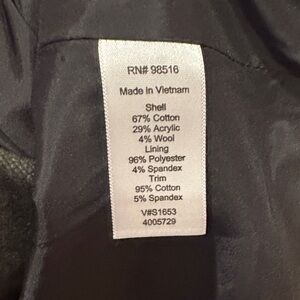 RN# 98516
Made in Vietnam
Shell
67% Cotton
29% Acrylic
4% Wool
Lining
96% Polyester
4% Spandex
Trim
95% Cotton
5% Spandex
V#S1653
4005729